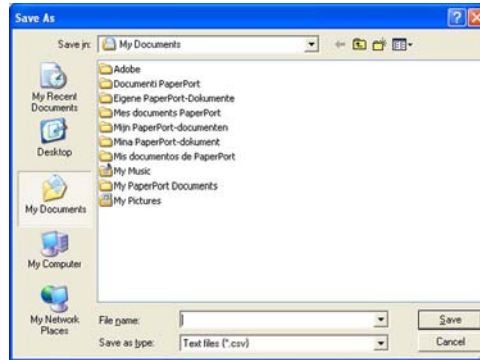 Save As
Save in: My Documents
My Recent Documents
Desktop
My Documents
My Computer
My Network Places
Adobe
Documenti PaperPort
Eigene PaperPort-Dokumente
Mes documents PaperPort
Mijn PaperPort-documenten
Mina PaperPort-dokument
Mis documentos de PaperPort
My Music
My PaperPort Documents
My Pictures
File name:
Save
Save as type: Text files (*.csv)
Cancel